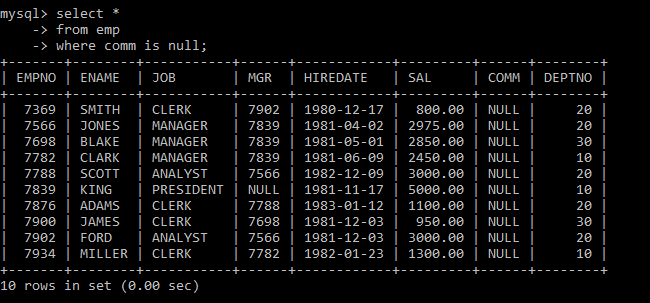 mysql> select *
    -> from emp
    -> where comm is null;
+-------+--------+-----------+------+------------+---------+------+--------+
| EMPNO | ENAME  | JOB       | MGR  | HIREDATE   | SAL     | COMM | DEPTNO |
+-------+--------+-----------+------+------------+---------+------+--------+
|  7369 | SMITH  | CLERK     | 7902 | 1980-12-17 |  800.00 | NULL |     20 |
|  7566 | JONES  | MANAGER   | 7839 | 1981-04-02 | 2975.00 | NULL |     20 |
|  7698 | BLAKE  | MANAGER   | 7839 | 1981-05-01 | 2850.00 | NULL |     30 |
|  7782 | CLARK  | MANAGER   | 7839 | 1981-06-09 | 2450.00 | NULL |     10 |
|  7788 | SCOTT  | ANALYST   | 7566 | 1982-12-09 | 3000.00 | NULL |     20 |
|  7839 | KING   | PRESIDENT | NULL | 1981-11-17 | 5000.00 | NULL |     10 |
|  7876 | ADAMS  | CLERK     | 7788 | 1983-01-12 | 1100.00 | NULL |     20 |
|  7900 | JAMES  | CLERK     | 7698 | 1981-12-03 |  950.00 | NULL |     30 |
|  7902 | FORD   | ANALYST   | 7566 | 1981-12-03 | 3000.00 | NULL |     20 |
|  7934 | MILLER | CLERK     | 7782 | 1982-01-23 | 1300.00 | NULL |     10 |
+-------+--------+-----------+------+------------+---------+------+--------+
10 rows in set (0.00 sec)